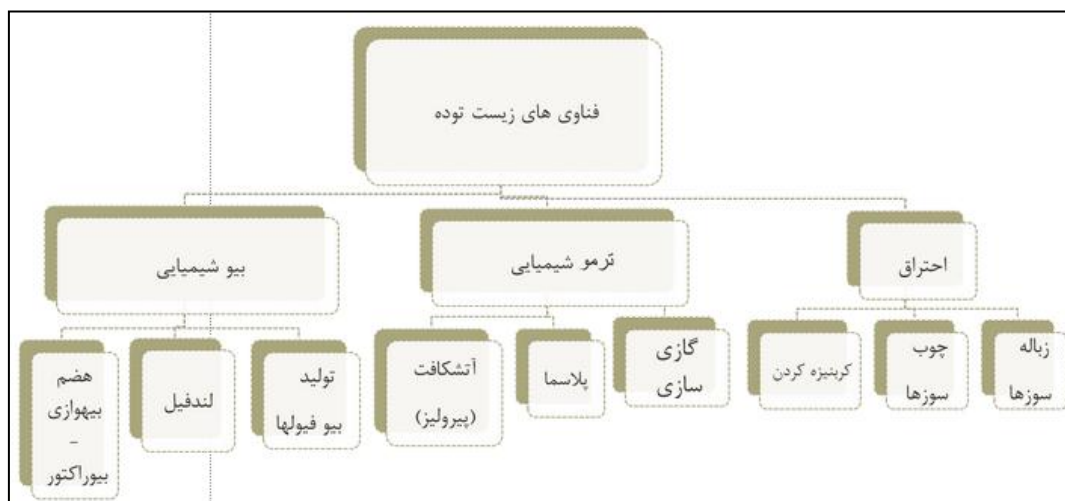 فناوی های زیست توده
احتراق
ترمو شیمیایی
بیو شیمیایی
زباله
سوزها
چوب
سوزها
کربنیزه کردن
گازی
سازی
پلاسما
آتشکافت
(پیرولیز)
تولید
بیو فیولها
لندفیل
هضم
بیهوازی
–
بیوراکتور